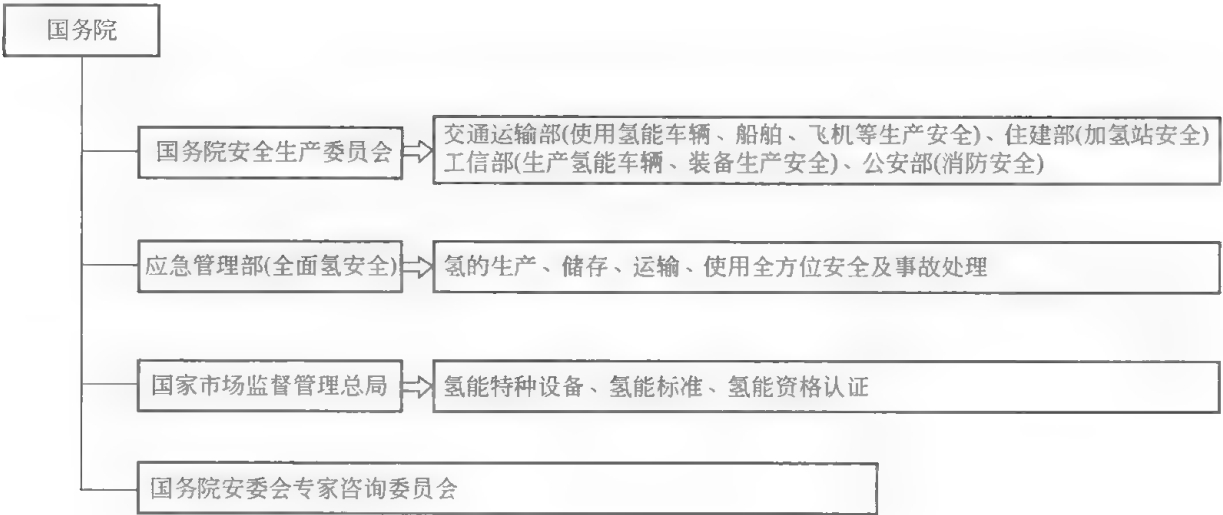 国务院
国务院安全生产委员会
交通运输部(使用氢能车辆、船舶、飞机等生产安全)、住建部(加氢站安全)
工信部(生产氢能车辆、装备生产安全)、公安部(消防安全)
应急管理部(全面氢安全)
氢的生产、储存、运输、使用全方位安全及事故处理
国家市场监督管理总局
氢能特种设备、氢能标准、氢能资格认证
国务院安委会专家咨询委员会